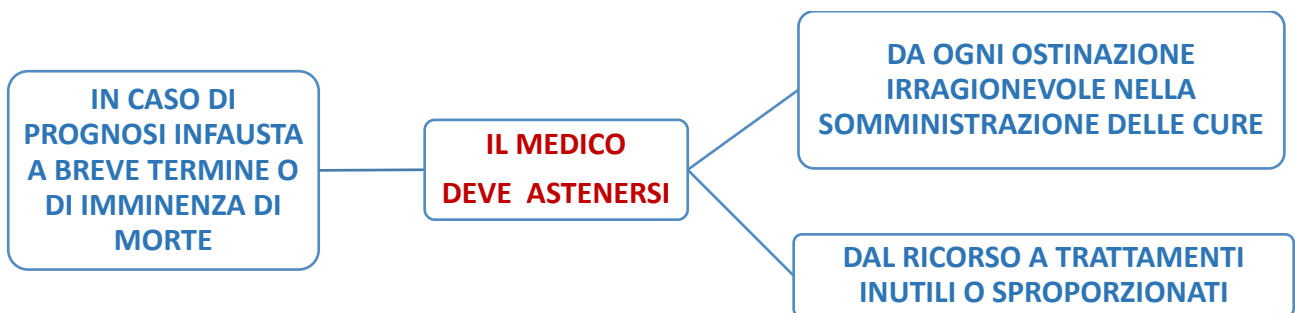 IN CASO DI
PROGNOSI INFAUSTA
A BREVE TERMINE O
DI IMMINENZA DI
MORTE
IL MEDICO
DEVE ASTENERSI
DA OGNI OSTINAZIONE
IRRAGIONEVOLE NELLA
SOMMINISTRAZIONE DELLE CURE
DAL RICORSO A TRATTAMENTI
INUTILI O SPROPORZIONATI